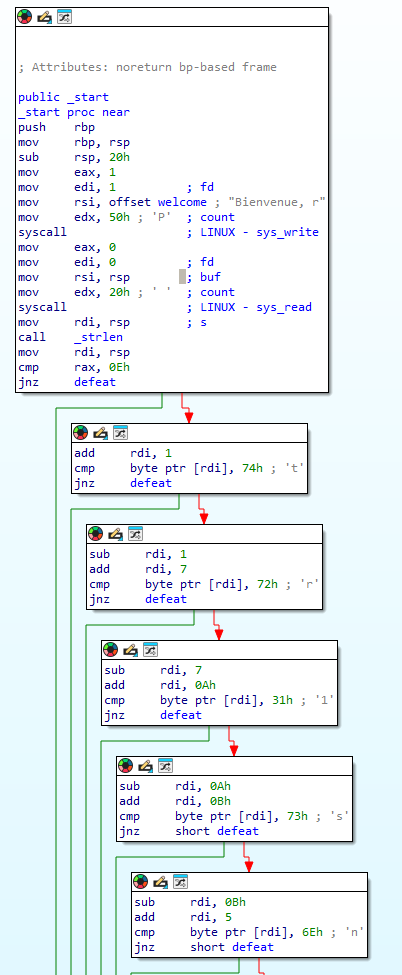 ; Attributes: noreturn bp-based frame
public _start
_start proc near
push    rbp
mov     rbp, rsp
sub     rsp, 20h
mov     eax, 1
mov     edi, 1          ; fd
mov     rsi, offset welcome ; "Bienvenue, r"
mov     edx, 50h ; 'P'  ; count
syscall                 ; LINUX - sys_write
mov     eax, 0
mov     edi, 0          ; fd
mov     rsi, rsp        ; buf
mov     edx, 20h ; ' '  ; count
syscall                 ; LINUX - sys_read
mov     rdi, rsp        ; s
call    _strlen
mov     rdi, rsp
cmp     rax, 0Eh
jnz     defeat
add     rdi, 1
cmp     byte ptr [rdi], 74h ; 't'
jnz     defeat
sub     rdi, 1
add     rdi, 7
cmp     byte ptr [rdi], 72h ; 'r'
jnz     defeat
sub     rdi, 7
add     rdi, 0Ah
cmp     byte ptr [rdi], 31h ; '1'
jnz     defeat
sub     rdi, 0Ah
add     rdi, 0Bh
cmp     byte ptr [rdi], 73h ; 's'
jnz     short defeat
sub     rdi, 0Bh
add     rdi, 5
cmp     byte ptr [rdi], 6Eh ; 'n'
jnz     short defeat